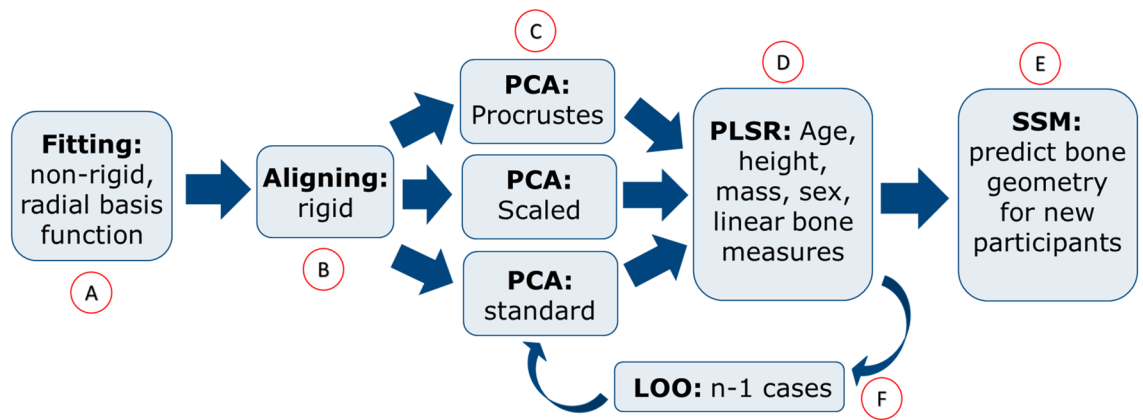 A
Fitting:
non-rigid,
radial basis
function
B
Aligning:
rigid
C
PCA:
Procrustes
PCA:
Scaled
PCA:
standard
D
PLSR: Age,
height,
mass, sex,
linear bone
measures
E
SSM:
predict bone
geometry
for new
participants
LOO: n-1 cases
F